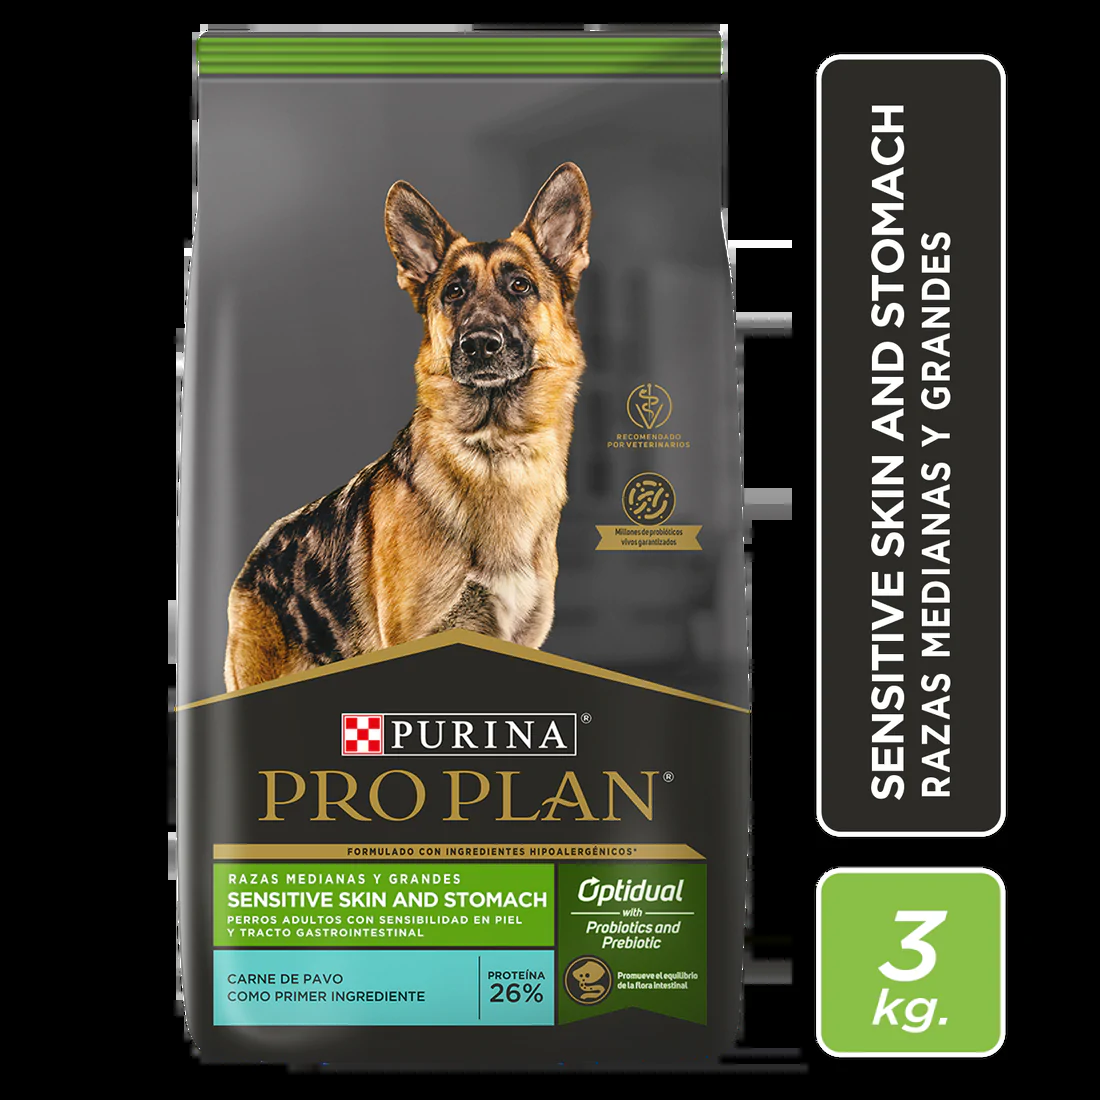 RECOMENDADO
POR VETERINARIOS
Millones de probióticos
vivos garantizados
PURINA®
PRO PLAN®
FORMULADO CON INGREDIENTES HIPOALERGÉNICOS*
RAZAS MEDIANAS Y GRANDES
SENSITIVE SKIN AND STOMACH
PERROS ADULTOS CON SENSIBILIDAD EN PIEL
Y TRACTO GASTROINTESTINAL
CARNE DE PAVO
COMO PRIMER INGREDIENTE
PROTEÍNA
26%
Optidual
with
Probiotics and
Prebiotic
Promueve el equilibrio
de la flora intestinal
SENSITIVE SKIN AND STOMACH
RAZAS MEDIANAS Y GRANDES
3
kg.